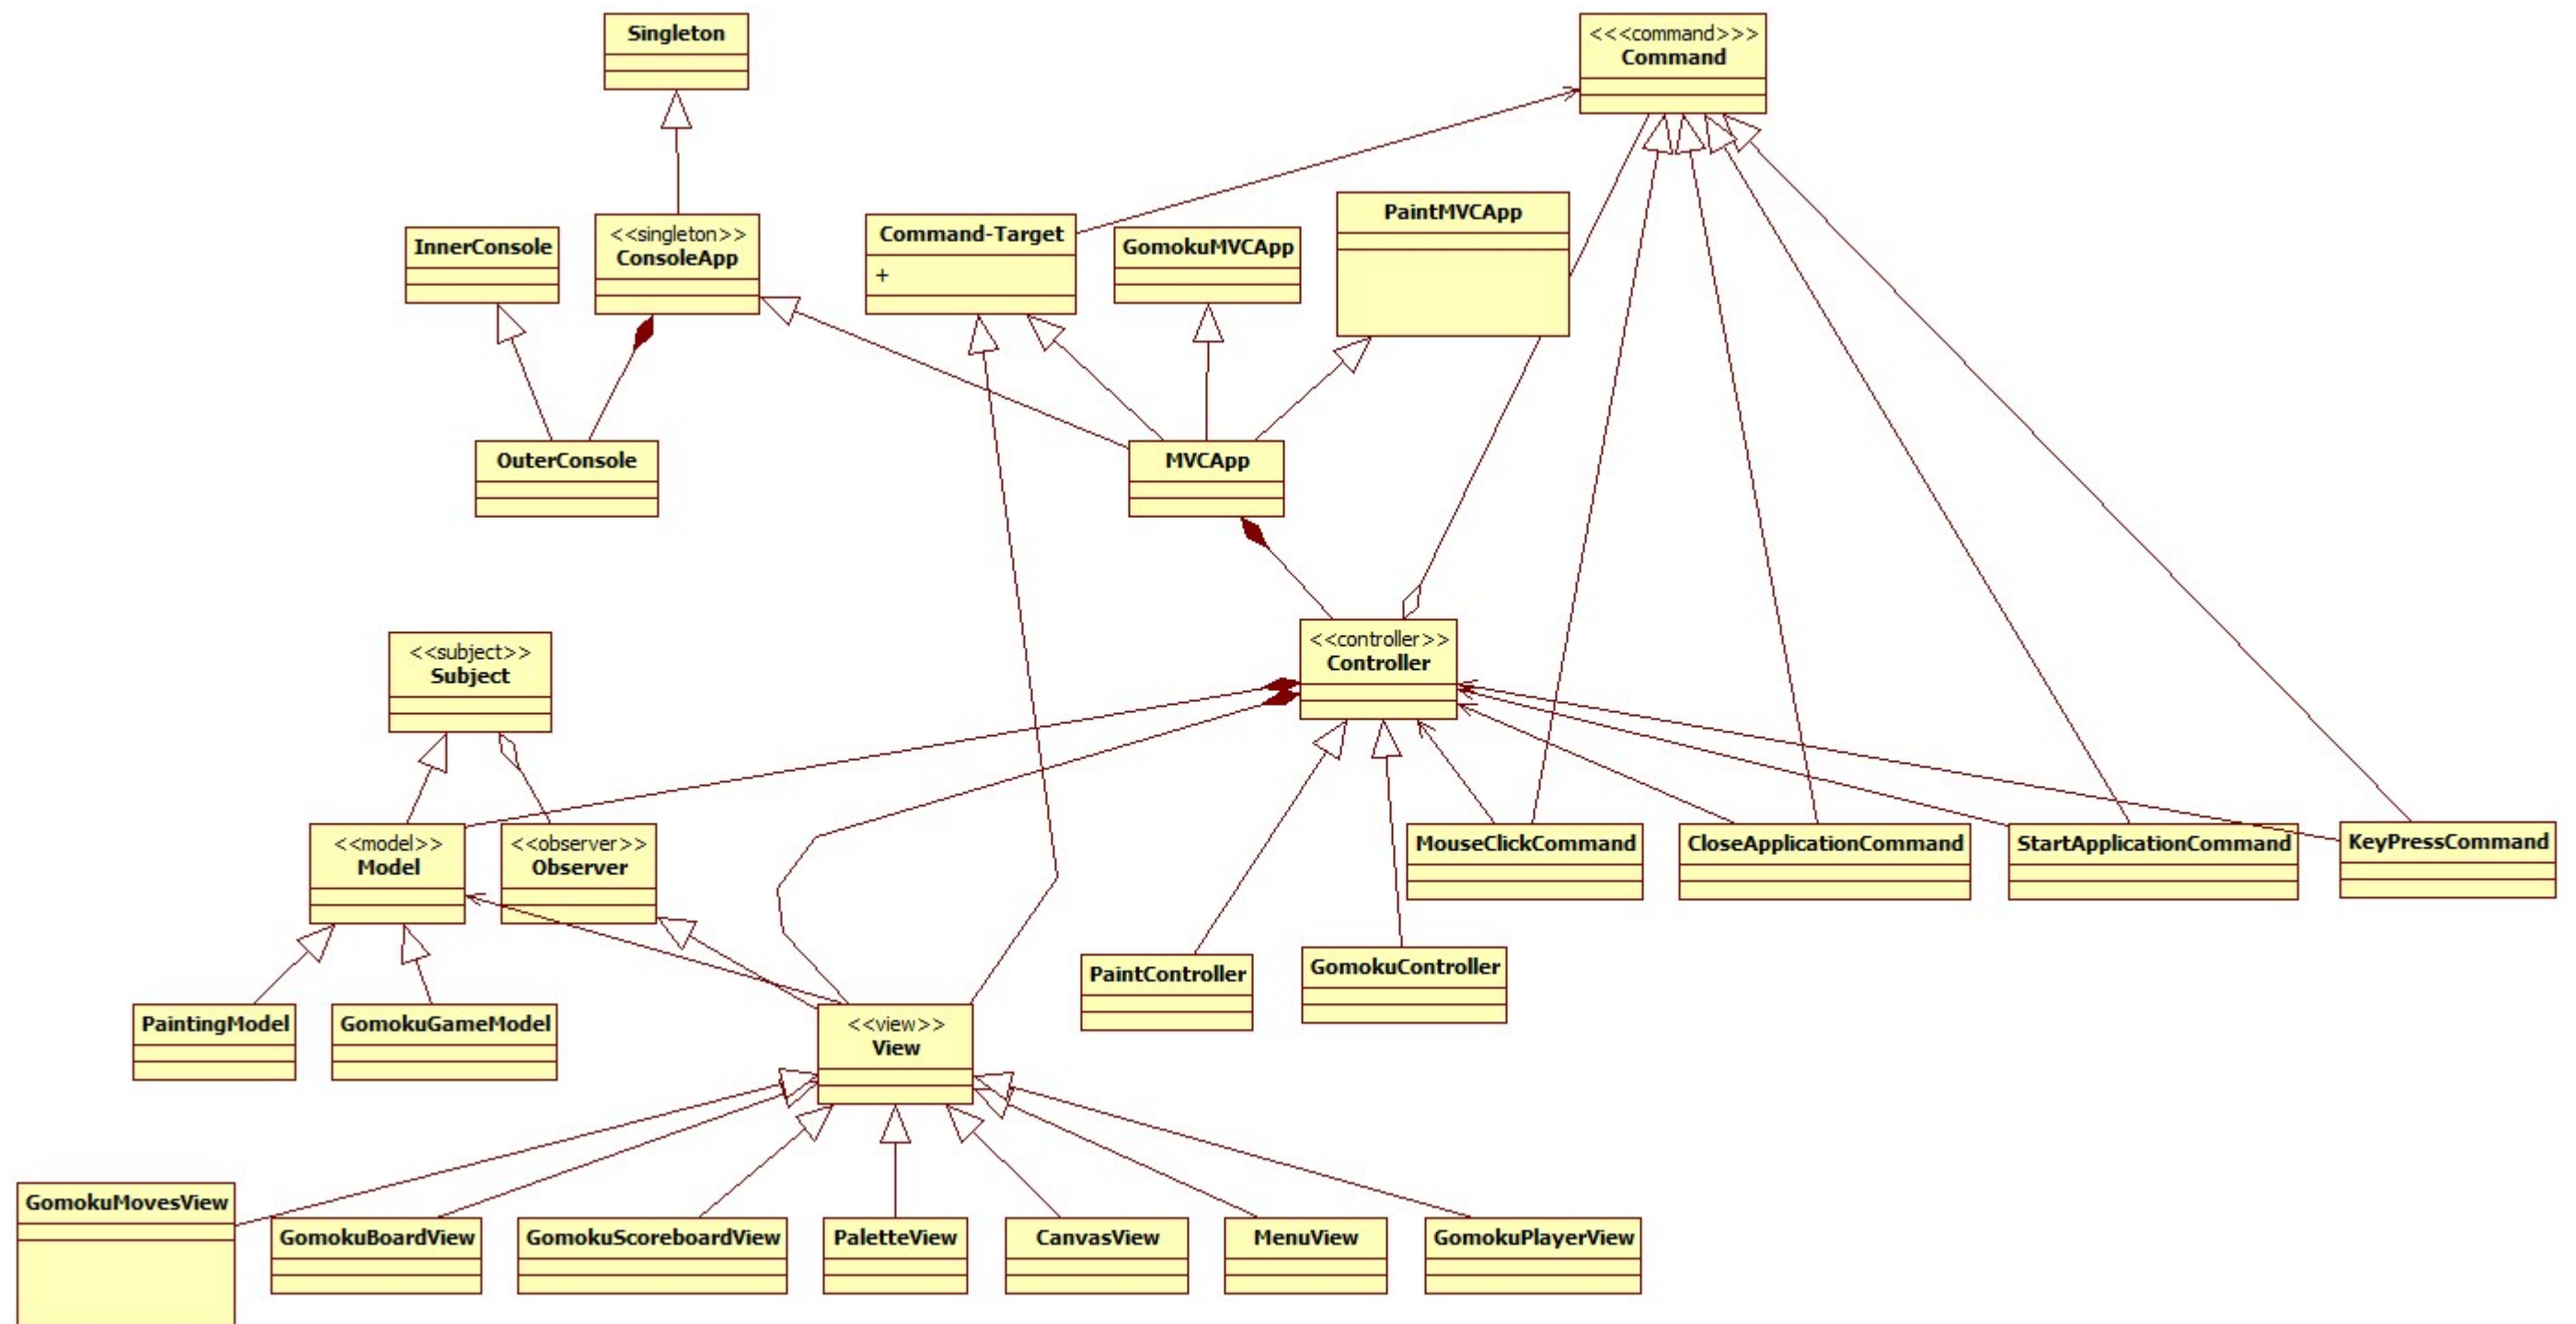 Singleton
<<<command>>>
Command
InnerConsole
<<singleton>>
ConsoleApp
Command-Target
+
GomokuMVCApp
PaintMVCApp
OuterConsole
MVCApp
<<subject>>
Subject
<<controller>>
Controller
<<model>>
Model
<<observer>>
Observer
MouseClickCommand
CloseApplicationCommand
StartApplicationCommand
KeyPressCommand
PaintController
GomokuController
PaintingModel
GomokuGameModel
<<view>>
View
GomokuMovesView
GomokuBoardView
GomokuScoreboardView
PaletteView
CanvasView
MenuView
GomokuPlayerView